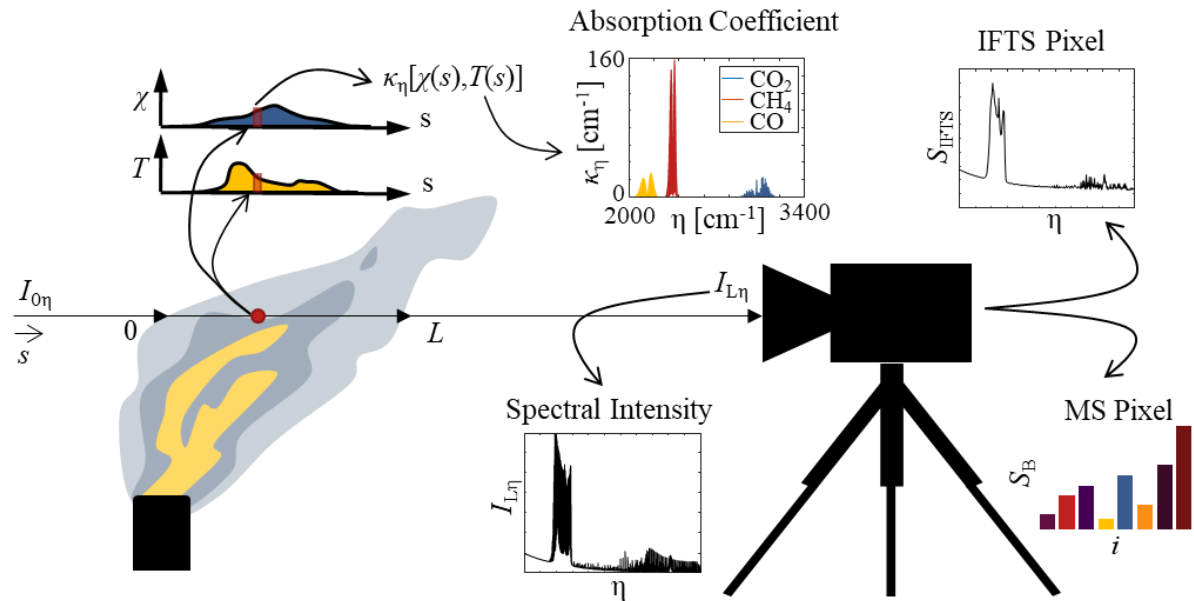 Absorption Coefficient
IFTS Pixel
χ
s
κη[χ(s),T(s)]
T
s
κη [cm-1]
160
0
CO2
CH4
CO
2000
3400
η [cm-1]
SIFTS
η
I0η
s
0
L
ILη
Spectral Intensity
ILη
η
MS Pixel
SB
i